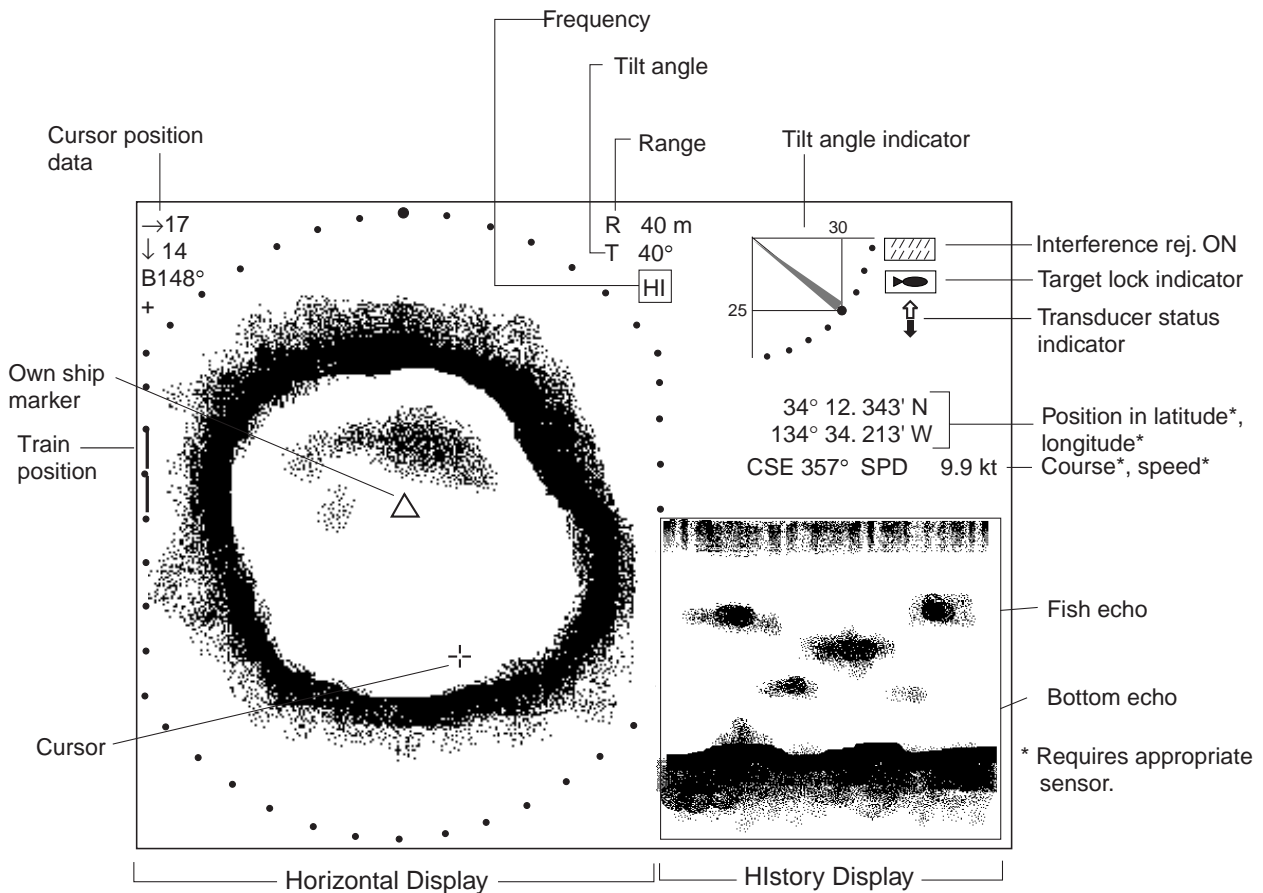 Frequency
Tilt angle
Cursor position
data
Range
Tilt angle indicator
→17
↓ 14
B148°
+
R 40 m
T 40°
HI
30
25
Interference rej. ON
Target lock indicator
Transducer status
indicator
Own ship
marker
Train
position
34° 12. 343' N
134° 34. 213' W
Position in latitude*,
longitude*
CSE 357° SPD 9.9 kt
Course*, speed*
Fish echo
Bottom echo
Cursor
* Requires appropriate
sensor.
Horizontal Display
HIstory Display